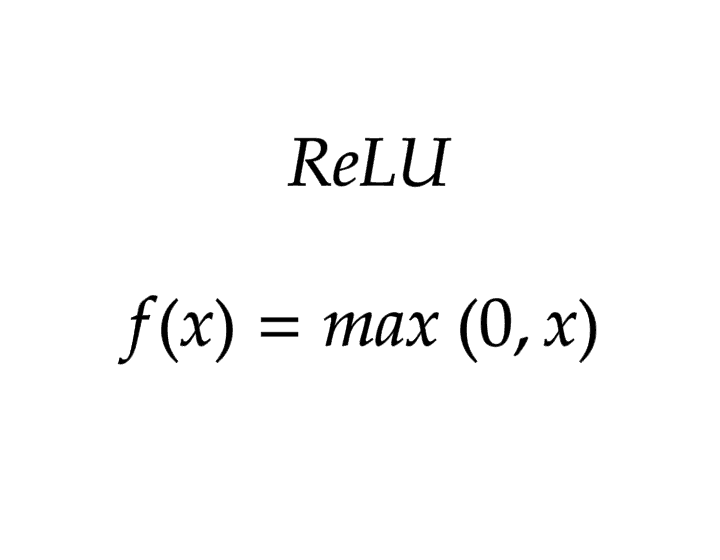 ReLU
f(x) = max (0, x)